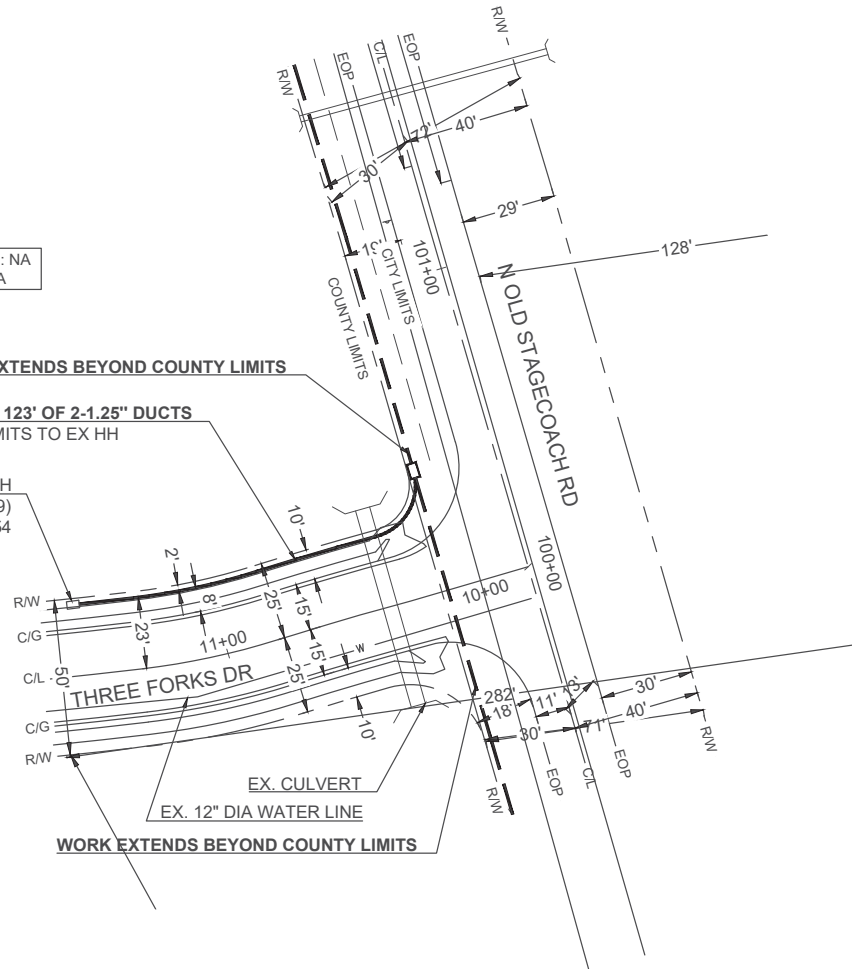 R/W
EOP
C/L
EOP
R/W
72'
40'
30'
29'
128'
: NA
A
19'
CITY LIMITS
101+00
COUNTY LIMITS
N OLD STAGECOACH RD
EXTENDS BEYOND COUNTY LIMITS
123' OF 2-1.25" DUCTS
MITS TO EX HH
H
9)
54
10'
2'
8'
25'
15'
23'
R/W
C/G
C/L
50'
11+00
10+00
100+00
15'
25'
W
THREE FORKS DR
C/G
R/W
10'
282'
18'
11'
13'
30'
30'
71'
40'
R/W
EOP
C/L
EOP
R/W
EX. CULVERT
EX. 12" DIA WATER LINE
WORK EXTENDS BEYOND COUNTY LIMITS